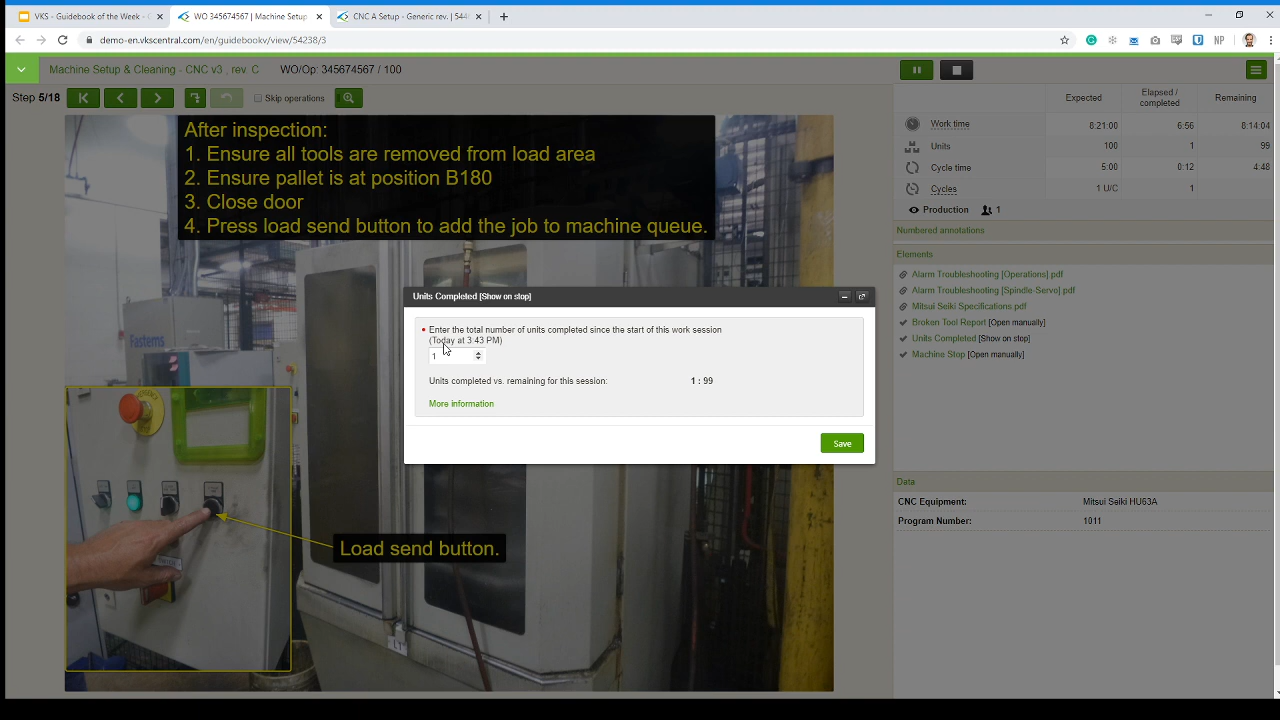 VKS - Guidebook of the Week - 
WO 345674567 | Machine Setup
CNC A Setup - Generic rev. | 544
demo-en.vkscentral.com/en/guidebookv/view/54238/3
NP
Machine Setup & Cleaning - CNC v3 , rev. C
WO/Op: 345674567 / 100
Step 5/18
Skip operations
After inspection:
1. Ensure all tools are removed from load area
2. Ensure pallet is at position B180
3. Close door
4. Press load send button to add the job to machine queue.
Fastems
Load send button.
Units Completed [Show on stop]
Enter the total number of units completed since the start of this work session
(Today at 3:43 PM)
1
Units completed vs. remaining for this session: 1 : 99
More information
Save
Expected Elapsed / completed Remaining
Work time 8:21:00 6:56 8:14:04
Units 100 1 99
Cycle time 5:00 0:12 4:48
Cycles 1 U/C 1
Production 1
Numbered annotations
Elements
Alarm Troubleshooting [Operations].pdf
Alarm Troubleshooting [Spindle-Servo].pdf
Mitsui Seiki Specifications.pdf
Broken Tool Report [Open manually]
Units Completed [Show on stop]
Machine Stop [Open manually]
Data
CNC Equipment: Mitsui Seiki HU63A
Program Number: 1011